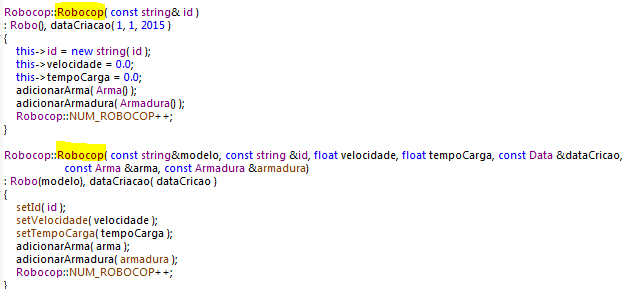 Robocop::Robocop( const string& id )
: Robo(), dataCriacao( 1, 1, 2015 )
{
this->id = new string( id );
this->velocidade = 0.0;
this->tempoCarga = 0.0;
adicionarArma( Arma() );
adicionarArmadura( Armadura() );
Robocop::NUM_ROBOCOP++;
}
Robocop::Robocop( const string&modelo, const string &id, float velocidade, float tempoCarga, const Data &dataCricao,
const Arma &arma, const Armadura &armadura)
: Robo(modelo), dataCriacao( dataCricao )
{
setId( id );
setVelocidade( velocidade );
setTempoCarga( tempoCarga );
adicionarArma( arma );
adicionarArmadura( armadura );
Robocop::NUM_ROBOCOP++;
}